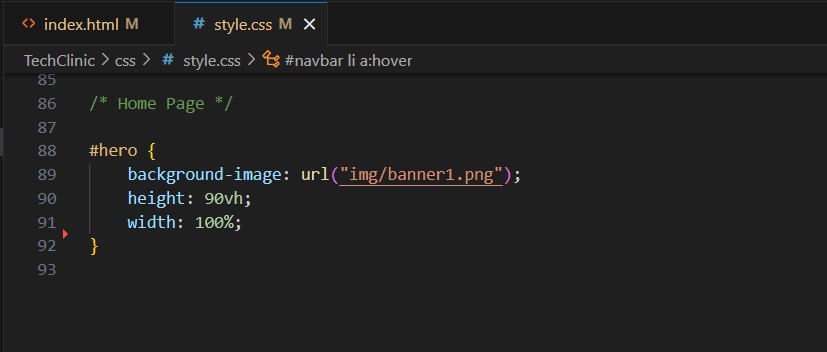 <> index.html M
# style.css M ×
TechClinic > css > # style.css > #navbar li a:hover
85
86 /* Home Page */
87
88 #hero {
89 background-image: url("img/banner1.png");
90 height: 90vh;
91 width: 100%;
92 }
93